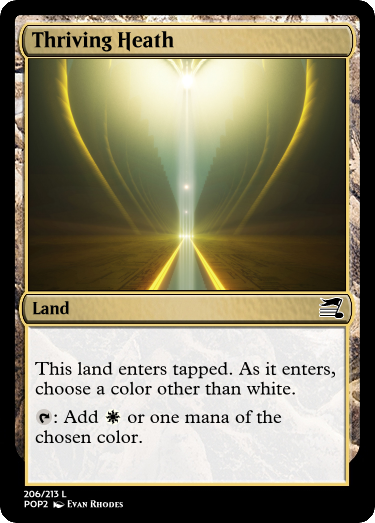 Thriving Heath
Land
This land enters tapped. As it enters,
choose a color other than white.
: Add or one mana of the
chosen color.
206/213 L
POP2 Evan Rhodes